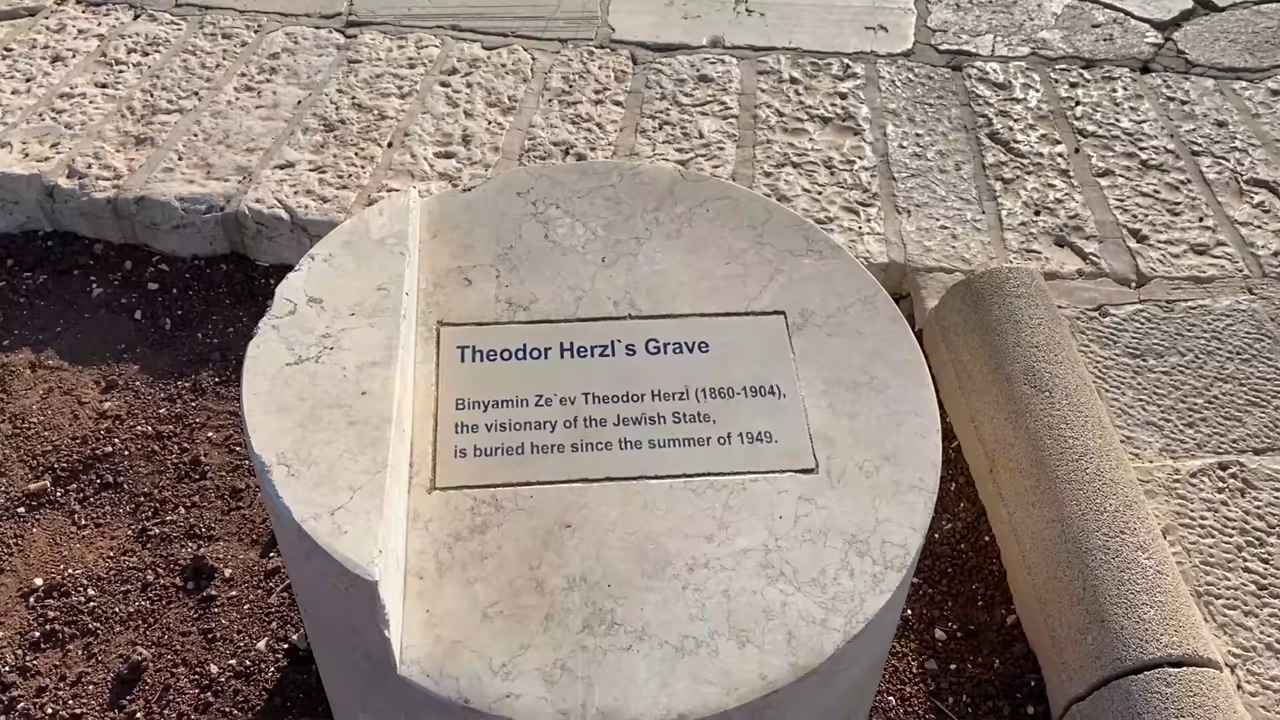 Theodor Herzl`s Grave
Binyamin Ze`ev Theodor Herzl (1860-1904),
the visionary of the Jewish State,
is buried here since the summer of 1949.